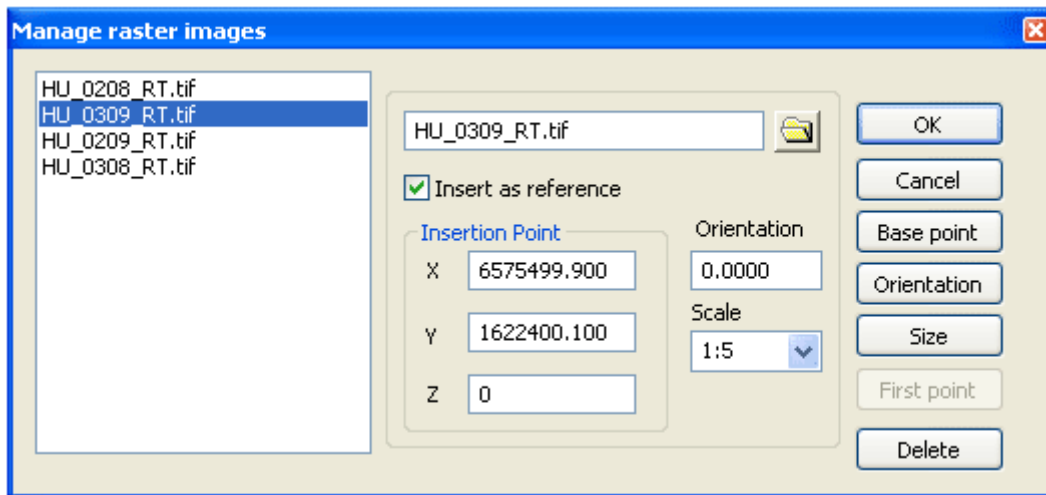 Manage raster images
HU_0208_RT.tif
HU_0309_RT.tif
HU_0209_RT.tif
HU_0308_RT.tif
HU_0309_RT.tif
Insert as reference
Insertion Point
X 6575499.900
Y 1622400.100
Z 0
Orientation
0.0000
Scale
1:5
OK
Cancel
Base point
Orientation
Size
First point
Delete